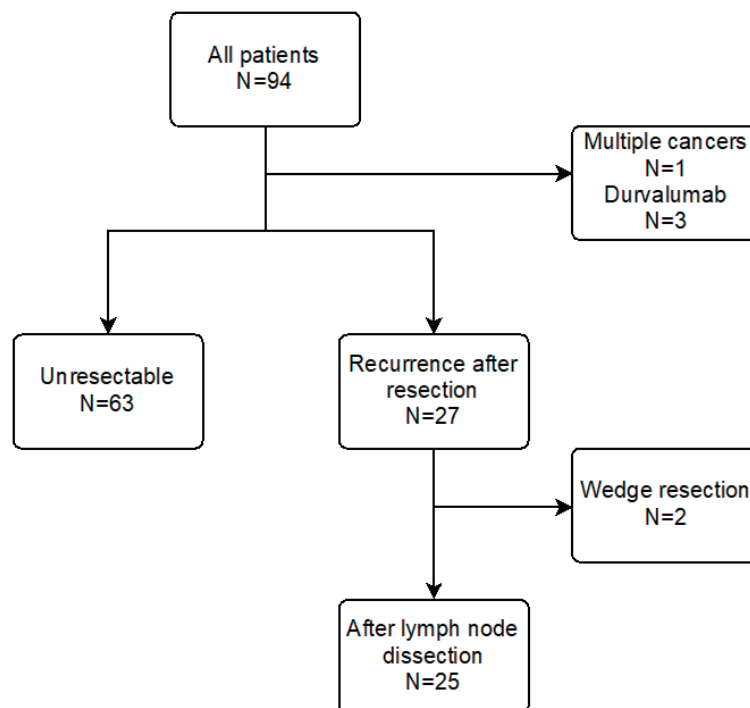 All patients
N=94
Multiple cancers
N=1
Durvalumab
N=3
Unresectable
N=63
Recurrence after
resection
N=27
Wedge resection
N=2
After lymph node
dissection
N=25